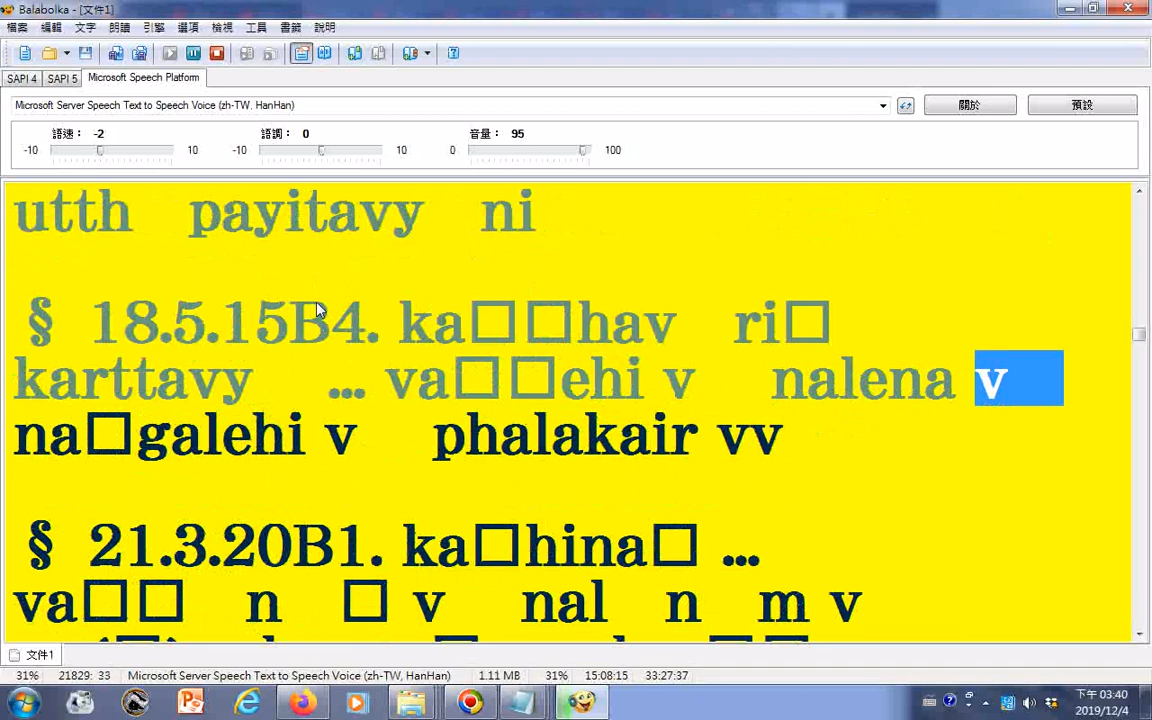 Balabolka - [文件1]
檔案 編輯 文字 朗讀 引擎 選項 檢視 工具 書籤 說明
SAPI 4 SAPI 5 Microsoft Speech Platform
Microsoft Server Speech Text to Speech Voice (zh-TW, HanHan) 關於 預設
語速： -2 語調： 0 音量： 95
-10 10 -10 10 0 100
utth payitavy ni
§ 18.5.15B4. ka□□hav ri□
karttavy ... va□□ehi v nalena v
na□galehi v phalakair vv
§ 21.3.20B1. ka□hina□ ...
va□□ n □ v nal n m v
文件1
31% 21829: 33 Microsoft Server Speech Text to Speech Voice (zh-TW, HanHan) 1.11 MB 31% 15:08:15 33:27:37
下午 03:40
2019/12/4